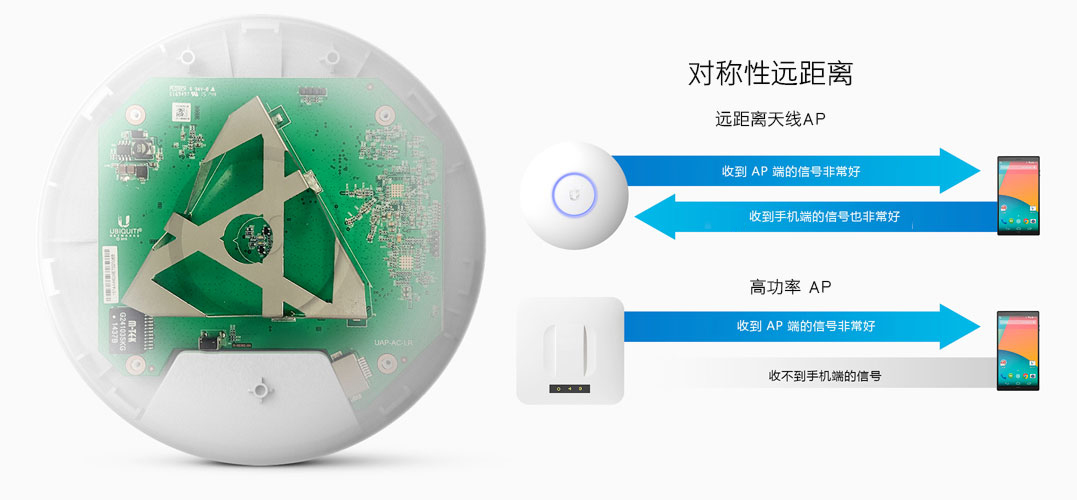 对称性远距离
远距离天线AP
收到 AP 端的信号非常好
收到手机端的信号也非常好
高功率 AP
收到 AP 端的信号非常好
收不到手机端的信号
UBIQUITI
UAP-AC-LR